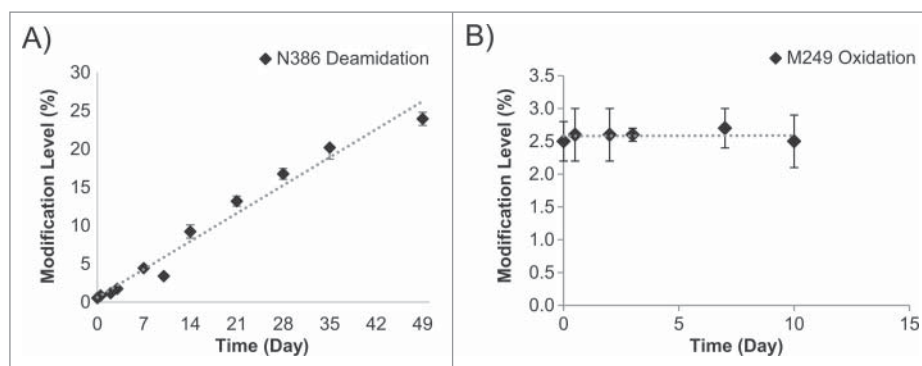 A)
N386 Deamidation
30
25
20
15
10
5
0
Modification Level (%)
0 7 14 21 28 35 42 49
Time (Day)
B)
M249 Oxidation
3.5
3.0
2.5
2.0
1.5
1.0
0.5
0.0
Modification Level (%)
0 5 10 15
Time (Day)